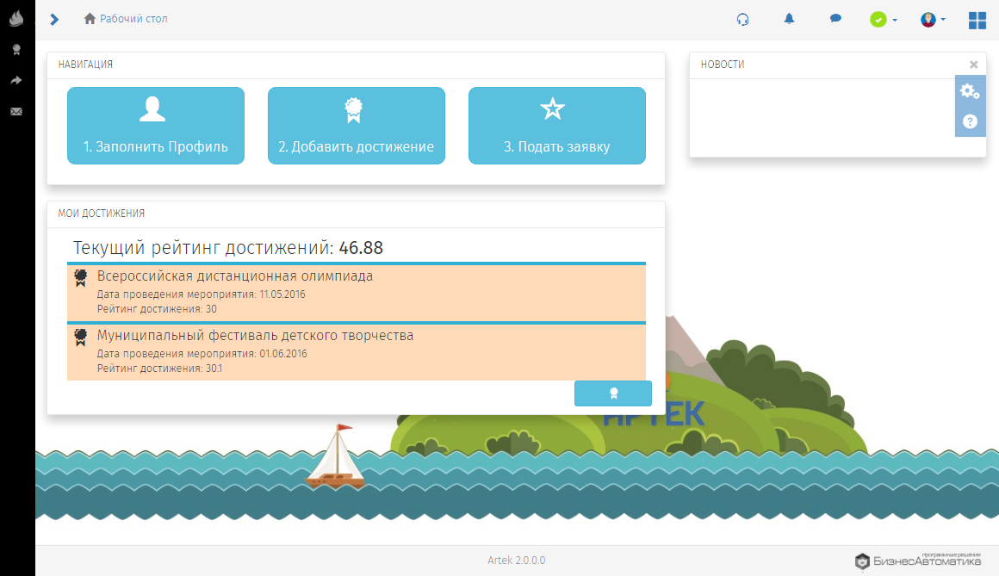 Рабочий стол
НАВИГАЦИЯ
1. Заполнить Профиль
2. Добавить достижение
3. Подать заявку
НОВОСТИ
МОИ ДОСТИЖЕНИЯ
Текущий рейтинг достижений: 46.88
Всероссийская дистанционная олимпиада
Дата проведения мероприятия: 11.05.2016
Рейтинг достижения: 30
Муниципальный фестиваль детского творчества
Дата проведения мероприятия: 01.06.2016
Рейтинг достижения: 30.1
АРТЕК
Artek 2.0.0.0
программные решения
БизнесАвтоматика